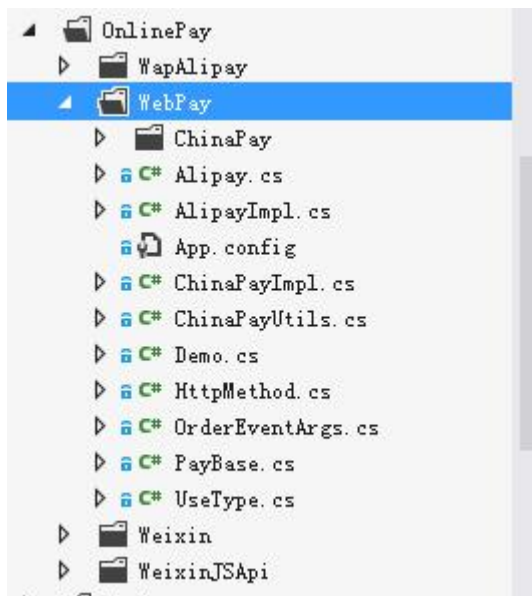 OnlinePay
WapAlipay
WebPay
ChinaPay
C# Alipay.cs
C# AlipayImpl.cs
App.config
C# ChinaPayImpl.cs
C# ChinaPayUtils.cs
C# Demo.cs
C# HttpMethod.cs
C# OrderEventArgs.cs
C# PayBase.cs
C# UseType.cs
Weixin
WeixinJSApi